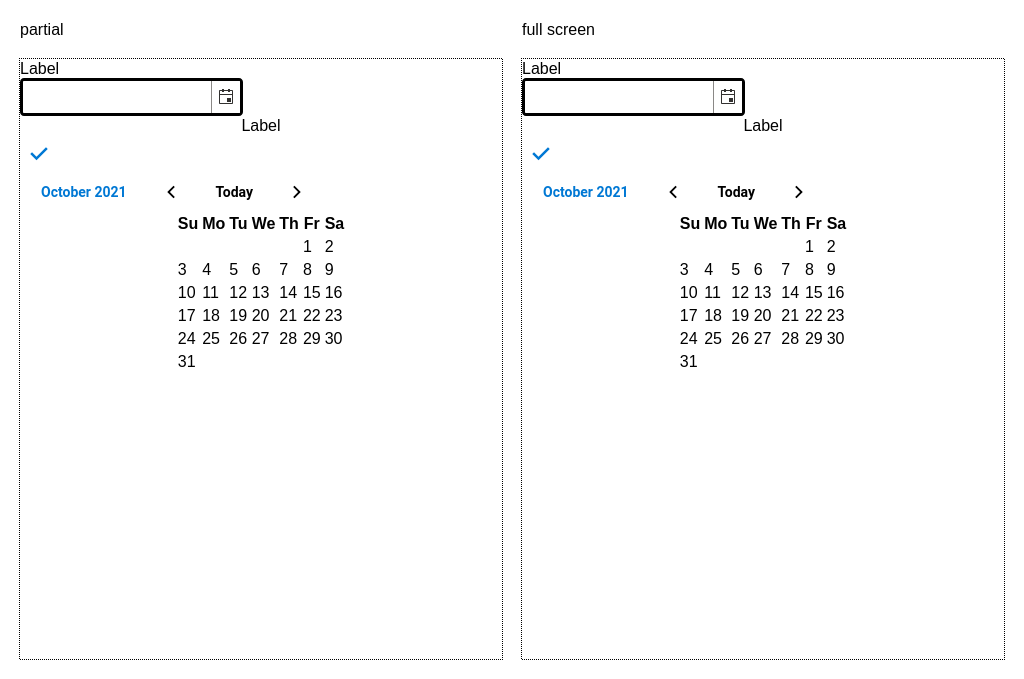 partial
Label
Label
October 2021 Today
Su Mo Tu We Th Fr Sa
1 2
3 4 5 6 7 8 9
10 11 12 13 14 15 16
17 18 19 20 21 22 23
24 25 26 27 28 29 30
31
full screen
Label
Label
October 2021 Today
Su Mo Tu We Th Fr Sa
1 2
3 4 5 6 7 8 9
10 11 12 13 14 15 16
17 18 19 20 21 22 23
24 25 26 27 28 29 30
31